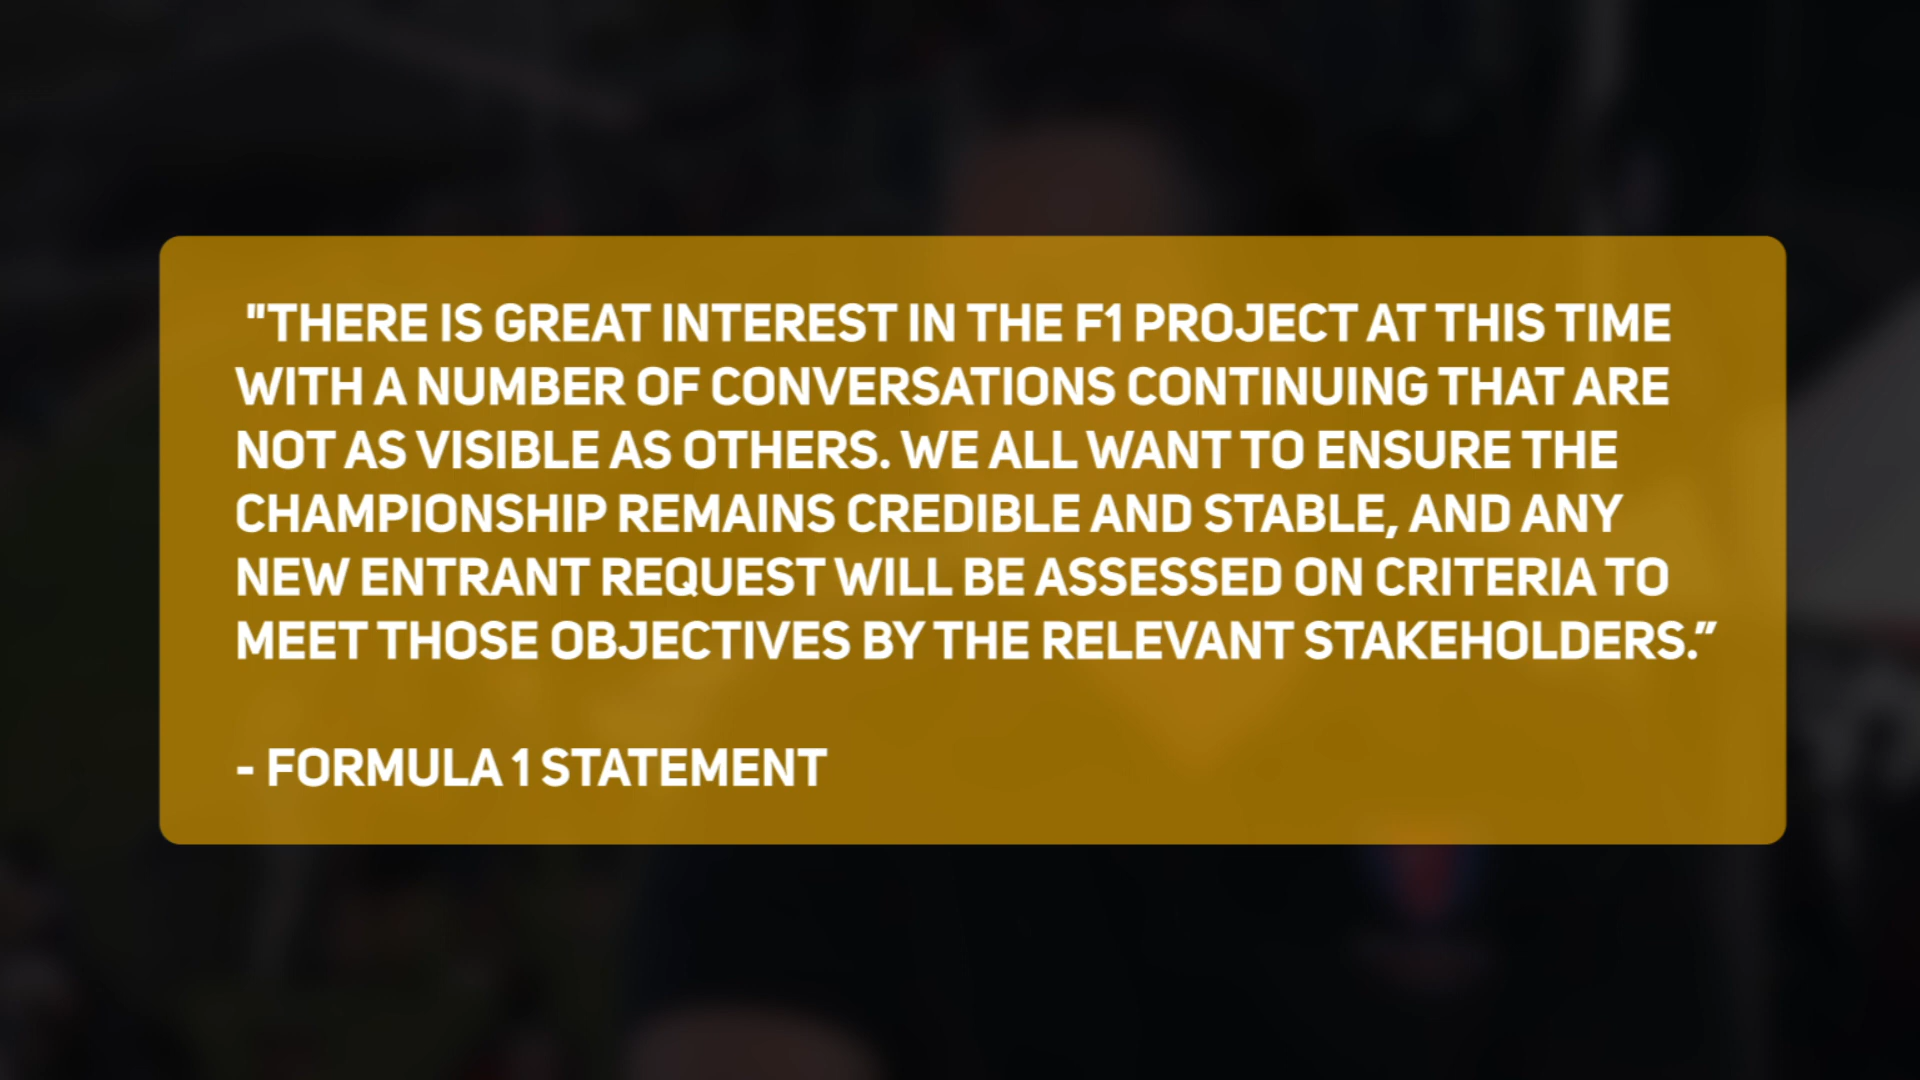 "THERE IS GREAT INTEREST IN THE F1 PROJECT AT THIS TIME
WITH A NUMBER OF CONVERSATIONS CONTINUING THAT ARE
NOT AS VISIBLE AS OTHERS. WE ALL WANT TO ENSURE THE
CHAMPIONSHIP REMAINS CREDIBLE AND STABLE, AND ANY
NEW ENTRANT REQUEST WILL BE ASSESSED ON CRITERIA TO
MEET THOSE OBJECTIVES BY THE RELEVANT STAKEHOLDERS.”
- FORMULA 1 STATEMENT